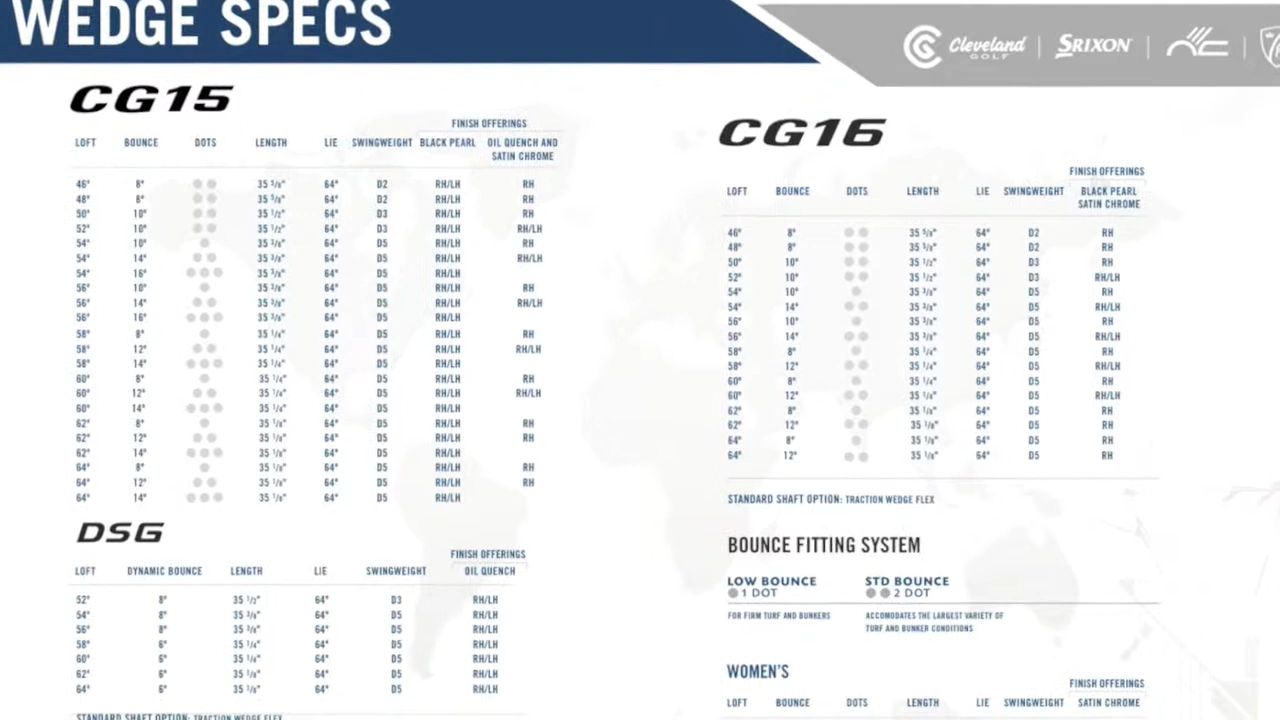 WEDGE SPECS
Cleveland GOLF | SRIXON
CG15
FINISH OFFERINGS
LOFT BOUNCE DOTS LENGTH LIE SWINGWEIGHT BLACK PEARL OIL QUENCH AND SATIN CHROME
46° 8° 35 5/8" 64° D2 RH/LH RH
48° 8° 35 5/8" 64° D2 RH/LH RH
50° 10° 35 1/2" 64° D3 RH/LH RH
52° 10° 35 1/2" 64° D3 RH/LH RH/LH
54° 10° 35 3/8" 64° D5 RH/LH RH
54° 14° 35 3/8" 64° D5 RH/LH RH/LH
54° 16° 35 3/8" 64° D5 RH/LH
56° 10° 35 3/8" 64° D5 RH/LH RH
56° 14° 35 3/8" 64° D5 RH/LH RH/LH
56° 16° 35 3/8" 64° D5 RH/LH
58° 8° 35 1/4" 64° D5 RH/LH RH
58° 12° 35 1/4" 64° D5 RH/LH RH/LH
58° 14° 35 1/4" 64° D5 RH/LH
60° 8° 35 1/4" 64° D5 RH/LH RH
60° 12° 35 1/4" 64° D5 RH/LH RH/LH
60° 14° 35 1/4" 64° D5 RH/LH
62° 8° 35 1/8" 64° D5 RH/LH RH
62° 12° 35 1/8" 64° D5 RH/LH RH
62° 14° 35 1/8" 64° D5 RH/LH
64° 8° 35 1/8" 64° D5 RH/LH RH
64° 12° 35 1/8" 64° D5 RH/LH RH
64° 14° 35 1/8" 64° D5 RH/LH
DSG
FINISH OFFERINGS
LOFT DYNAMIC BOUNCE LENGTH LIE SWINGWEIGHT OIL QUENCH
52° 8° 35 1/2" 64° D3 RH/LH
54° 8° 35 3/8" 64° D5 RH/LH
56° 8° 35 3/8" 64° D5 RH/LH
58° 6° 35 1/4" 64° D5 RH/LH
60° 6° 35 1/4" 64° D5 RH/LH
62° 6° 35 1/8" 64° D5 RH/LH
64° 6° 35 1/8" 64° D5 RH/LH
STANDARD SHAFT OPTION: TRACTION WEDGE FLEX
CG16
FINISH OFFERINGS
LOFT BOUNCE DOTS LENGTH LIE SWINGWEIGHT BLACK PEARL SATIN CHROME
46° 8° 35 5/8" 64° D2 RH
48° 8° 35 5/8" 64° D2 RH
50° 10° 35 1/2" 64° D3 RH
52° 10° 35 1/2" 64° D3 RH/LH
54° 10° 35 3/8" 64° D5 RH
54° 14° 35 3/8" 64° D5 RH/LH
56° 10° 35 3/8" 64° D5 RH
56° 14° 35 3/8" 64° D5 RH/LH
58° 8° 35 1/4" 64° D5 RH
58° 12° 35 1/4" 64° D5 RH/LH
60° 8° 35 1/4" 64° D5 RH
60° 12° 35 1/4" 64° D5 RH/LH
62° 8° 35 1/8" 64° D5 RH
62° 12° 35 1/8" 64° D5 RH
64° 8° 35 1/8" 64° D5 RH
64° 12° 35 1/8" 64° D5 RH
STANDARD SHAFT OPTION: TRACTION WEDGE FLEX
BOUNCE FITTING SYSTEM
LOW BOUNCE STD BOUNCE
1 DOT 2 DOT
FOR FIRM TURF AND BUNKERS ACCOMODATES THE LARGEST VARIETY OF
TURF AND BUNKER CONDITIONS
WOMEN'S
FINISH OFFERINGS
LOFT BOUNCE DOTS LENGTH LIE SWINGWEIGHT SATIN CHROME